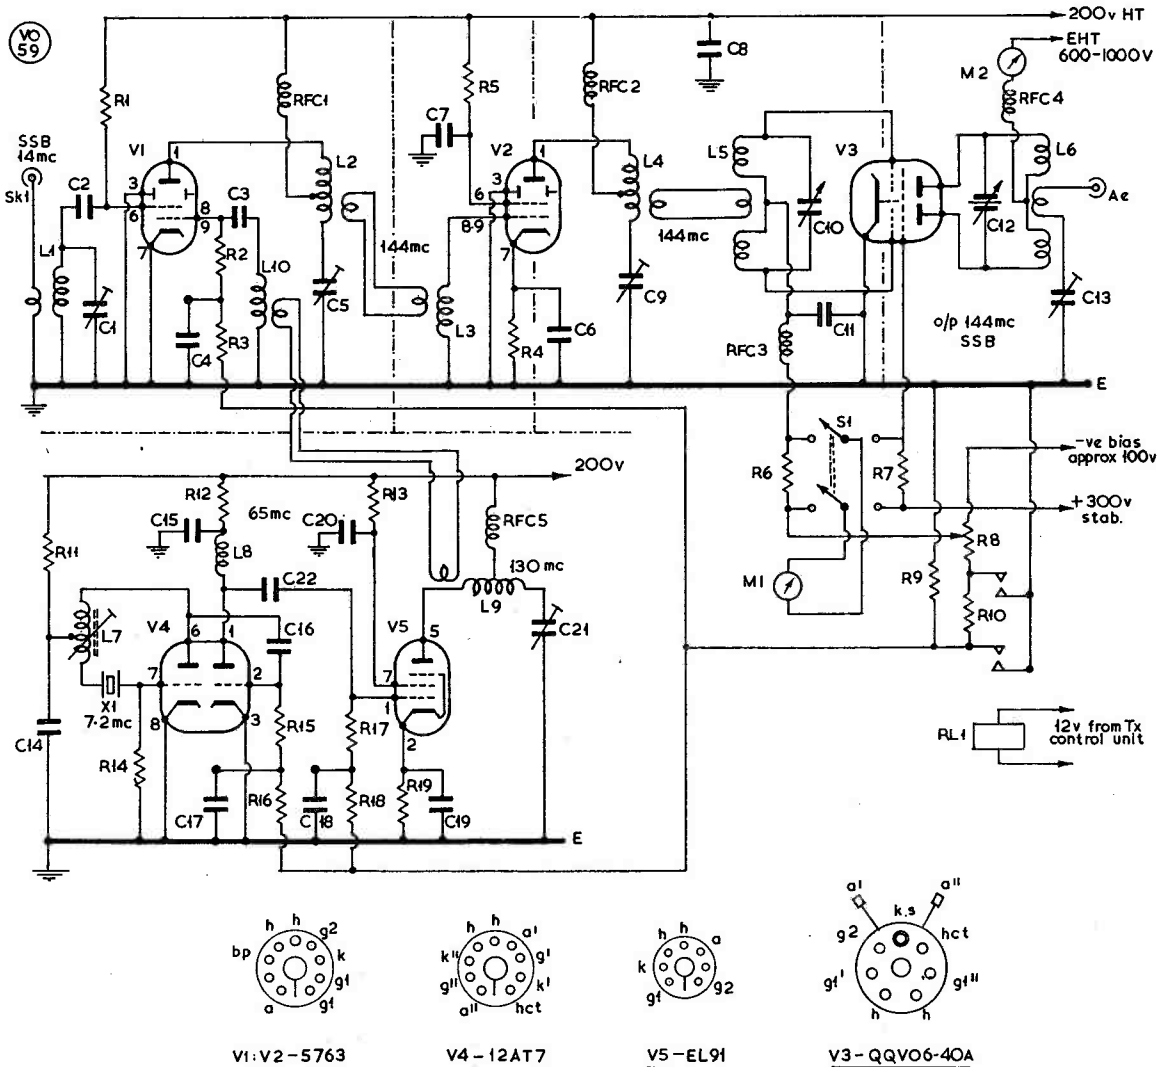 VO
59
200v HT
EHT
600-1000V
M2
RFC4
C8
R1
RFC1
R5
RFC2
C7
SSB
14mc
Sk1
V1
1
3
6
8
9
7
C2
C3
L2
V2
1
3
6
8·9
7
L4
L5
V3
L6
Ae
L1
C1
R2
L10
144mc
144mc
C10
C12
C5
C9
C13
C4
R3
L3
R4
C6
C11
RFC3
o/p 144mc
SSB
E
S1
-ve bias
approx 100v
R6
R7
+300v
stab.
200v
R12
65mc
R13
C15
C20
RFC5
R11
L8
C22
130mc
L9
R8
R9
M1
R10
L7
V4
6
1
C16
V5
5
C21
7
2
7
1
X1
7·2mc
8
3
R15
R17
2
C14
R14
R16
R18
R19
C17
C18
C19
RL1
12v from Tx
control unit
E
h
h
g2
bp
k
g1
a
g1
h
h
a'
k"
g'
g"
k'
a"
hct
h
h
a
k
g1
g2
a'
a"
k,s
g2
hct
g1'
g1"
h
h
V1:V2-5763
V4-12AT7
V5-EL91
V3-QQVO6-40A